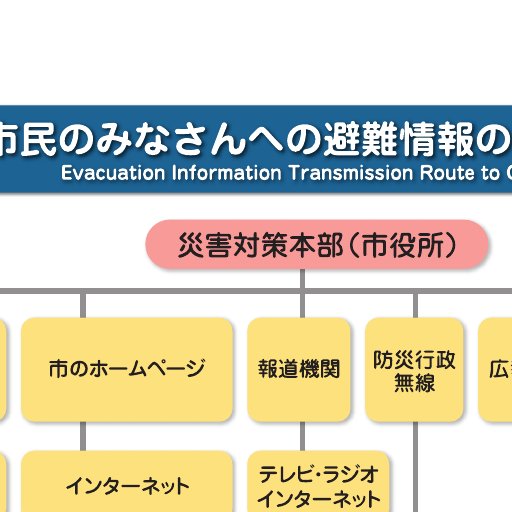 市民のみなさんへの避難情報の
Evacuation Information Transmission Route to
災害対策本部（市役所）
市のホームページ
報道機関
防災行政
無線
広
インターネット
テレビ・ラジオ
インターネット